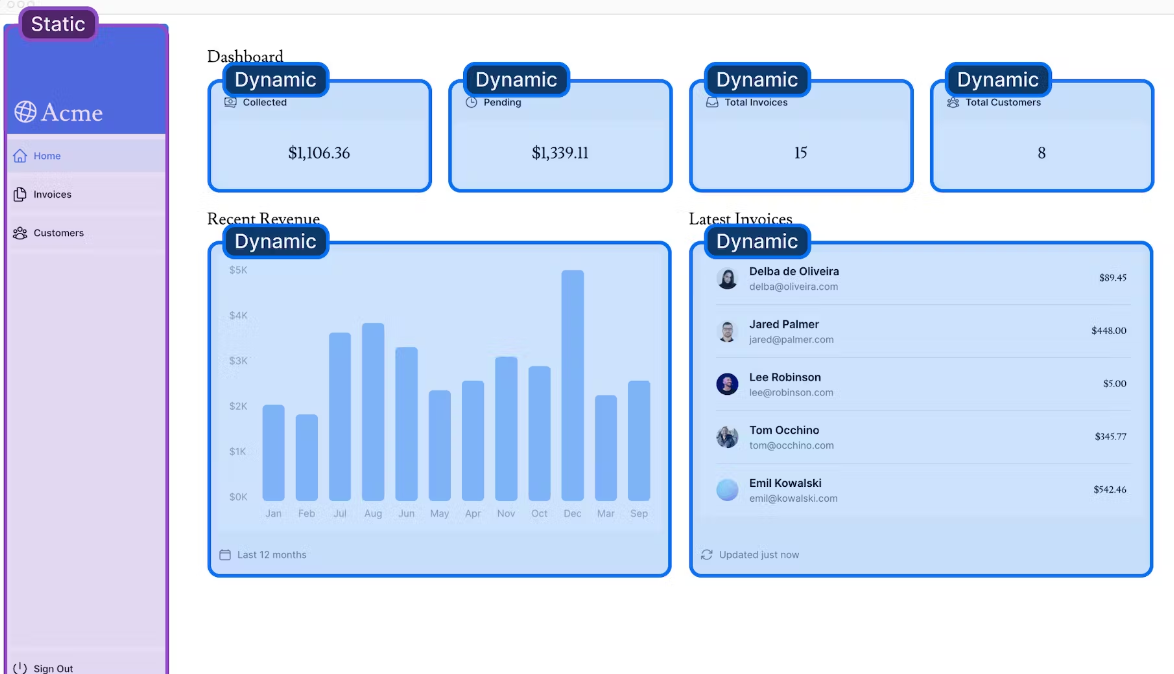 Static
Acme
Home
Invoices
Customers
Sign Out
Dashboard
Dynamic
Collected
$1,106.36
Dynamic
Pending
$1,339.11
Dynamic
Total Invoices
15
Dynamic
Total Customers
8
Recent Revenue
Dynamic
$5K
$4K
$3K
$2K
$1K
$0K
Jan Feb Jul Aug Jun May Apr Nov Oct Dec Mar Sep
Last 12 months
Latest Invoices
Dynamic
Delba de Oliveira
delba@oliveira.com
$89.45
Jared Palmer
jared@palmer.com
$448.00
Lee Robinson
lee@robinson.com
$5.00
Tom Occhino
tom@occhino.com
$345.77
Emil Kowalski
emil@kowalski.com
$542.46
Updated just now